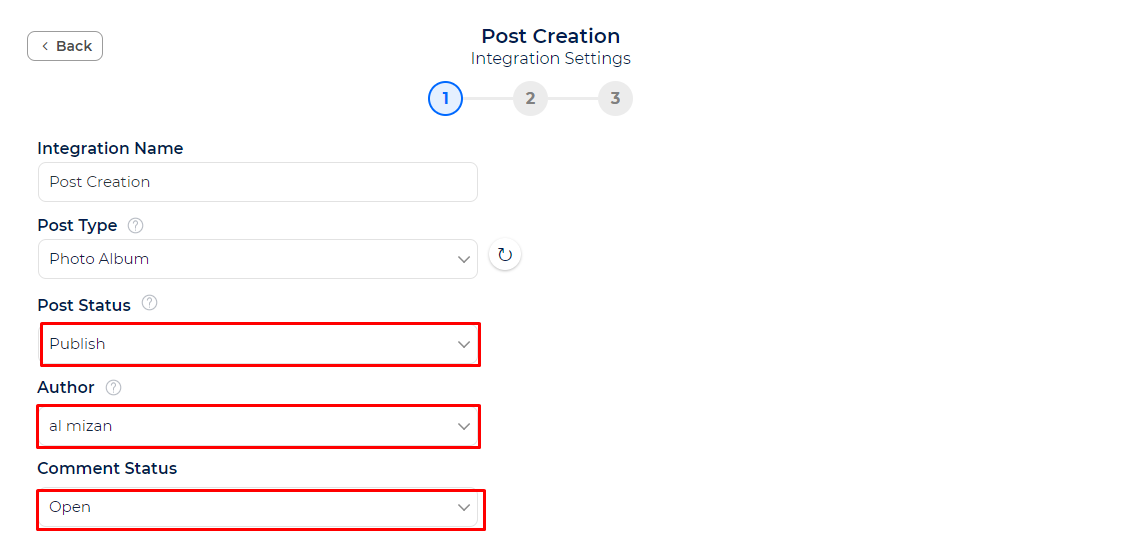 Back
Post Creation
Integration Settings
1 2 3
Integration Name
Post Creation
Post Type ?
Photo Album
Post Status ?
Publish
Author ?
al mizan
Comment Status
Open